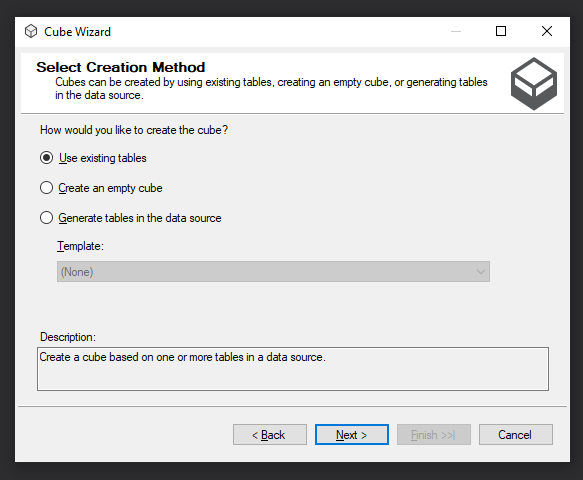 Cube Wizard
Select Creation Method
Cubes can be created by using existing tables, creating an empty cube, or generating tables
in the data source.
How would you like to create the cube?
Use existing tables
Create an empty cube
Generate tables in the data source
Template:
(None)
Description:
Create a cube based on one or more tables in a data source.
< Back
Next >
Finish >>|
Cancel